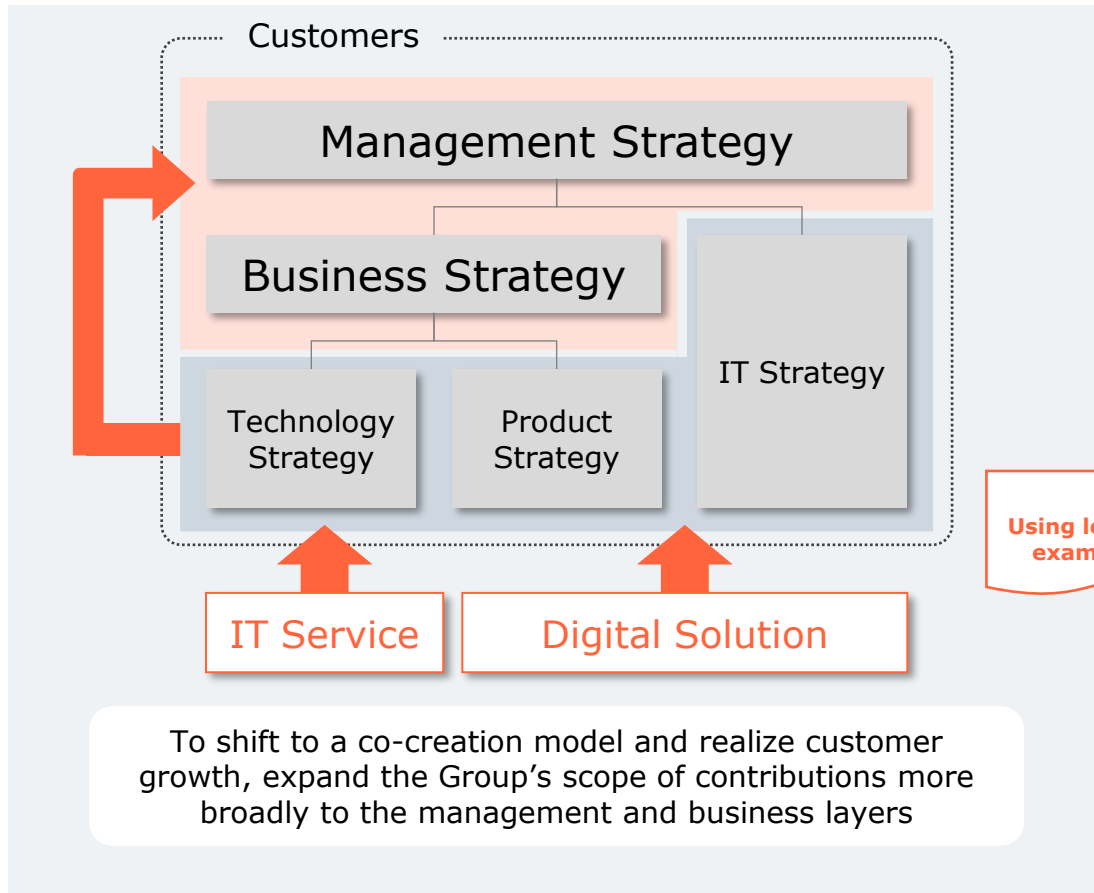 Customers
Management Strategy
Business Strategy
IT Strategy
Technology
Strategy
Product
Strategy
Using
IT Service
Digital Solution
To shift to a co-creation model and realize customer
growth, expand the Group’s scope of contributions more
broadly to the management and business layers